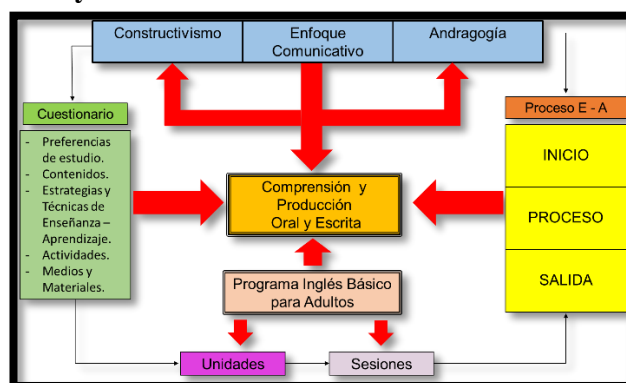 Constructivismo
Enfoque
Comunicativo
Andragogía
Cuestionario
- Preferencias
de estudio.
- Contenidos.
- Estrategias y
Técnicas de
Enseñanza –
Aprendizaje.
- Actividades.
- Medios y
Materiales.
Comprensión y
Producción
Oral y Escrita
Proceso E - A
INICIO
PROCESO
SALIDA
Programa Inglés Básico
para Adultos
Unidades
Sesiones